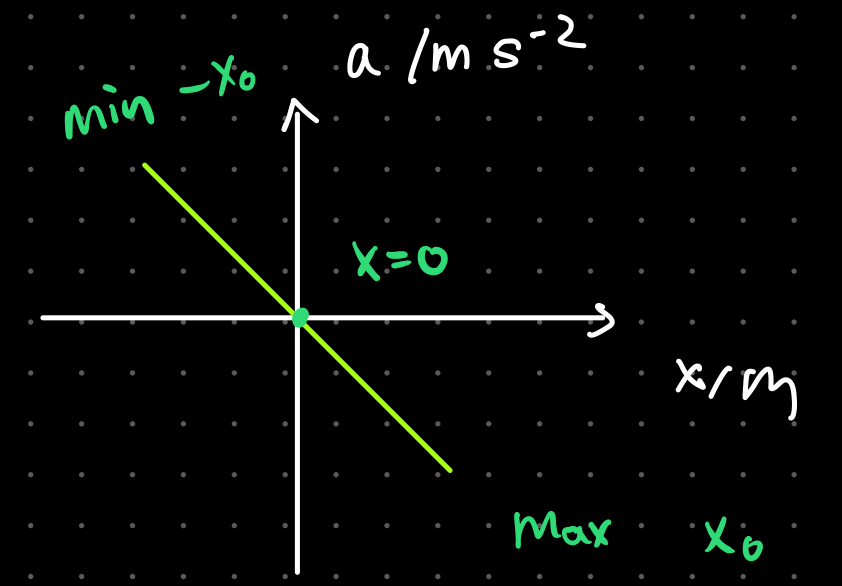 a /m s⁻²
min -x₀
x=0
x/m
max x₀